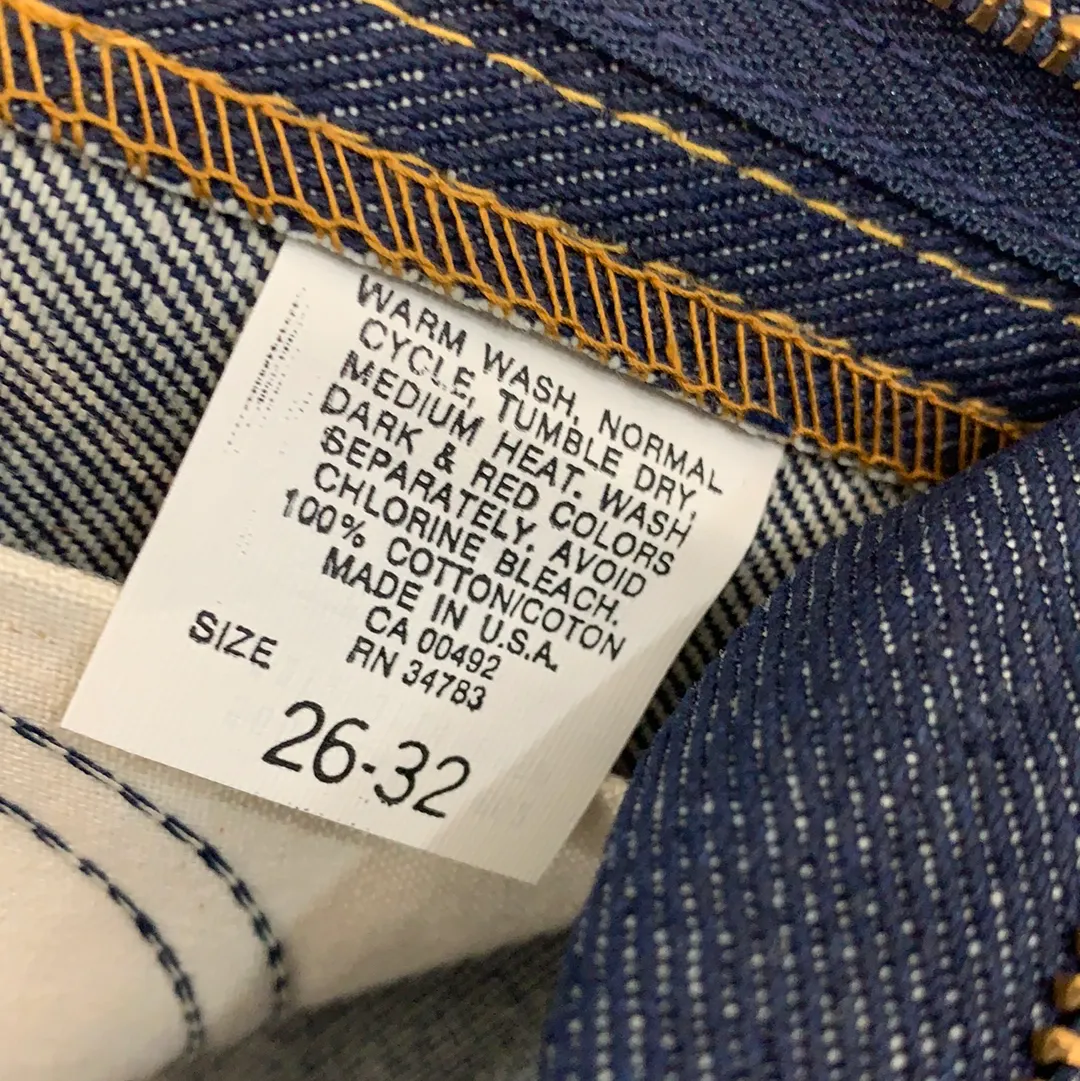 WARM WASH, NORMAL
CYCLE, TUMBLE DRY,
MEDIUM HEAT. WASH
DARK & RED COLORS
SEPARATELY, AVOID
CHLORINE BLEACH.
100% COTTON/COTON
MADE IN U.S.A.
CA 00492
RN 34783
SIZE
26-32